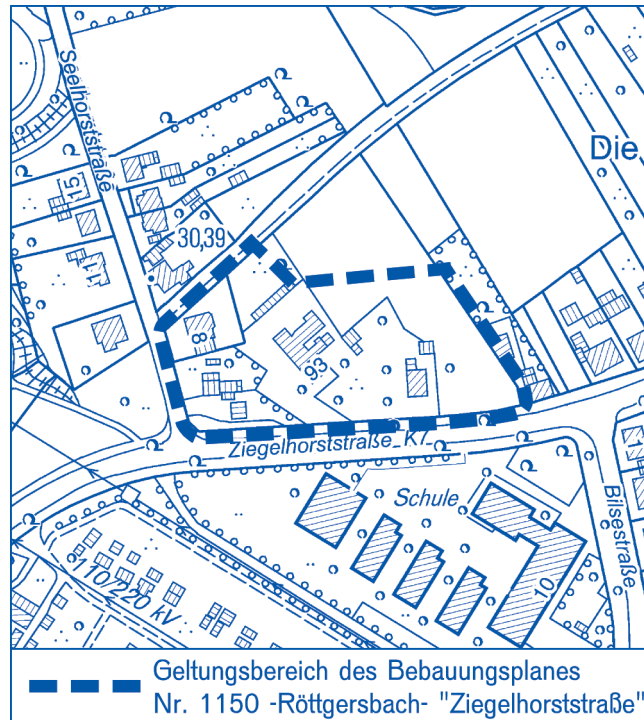 Seelhorststraße
Die
15
30,39
11
8
93
Ziegelhorststraße K7
Schule
Bilsestraße
10
110/220 kV
Geltungsbereich des Bebauungsplanes
Nr. 1150 -Röttgersbach- "Ziegelhorststraße"